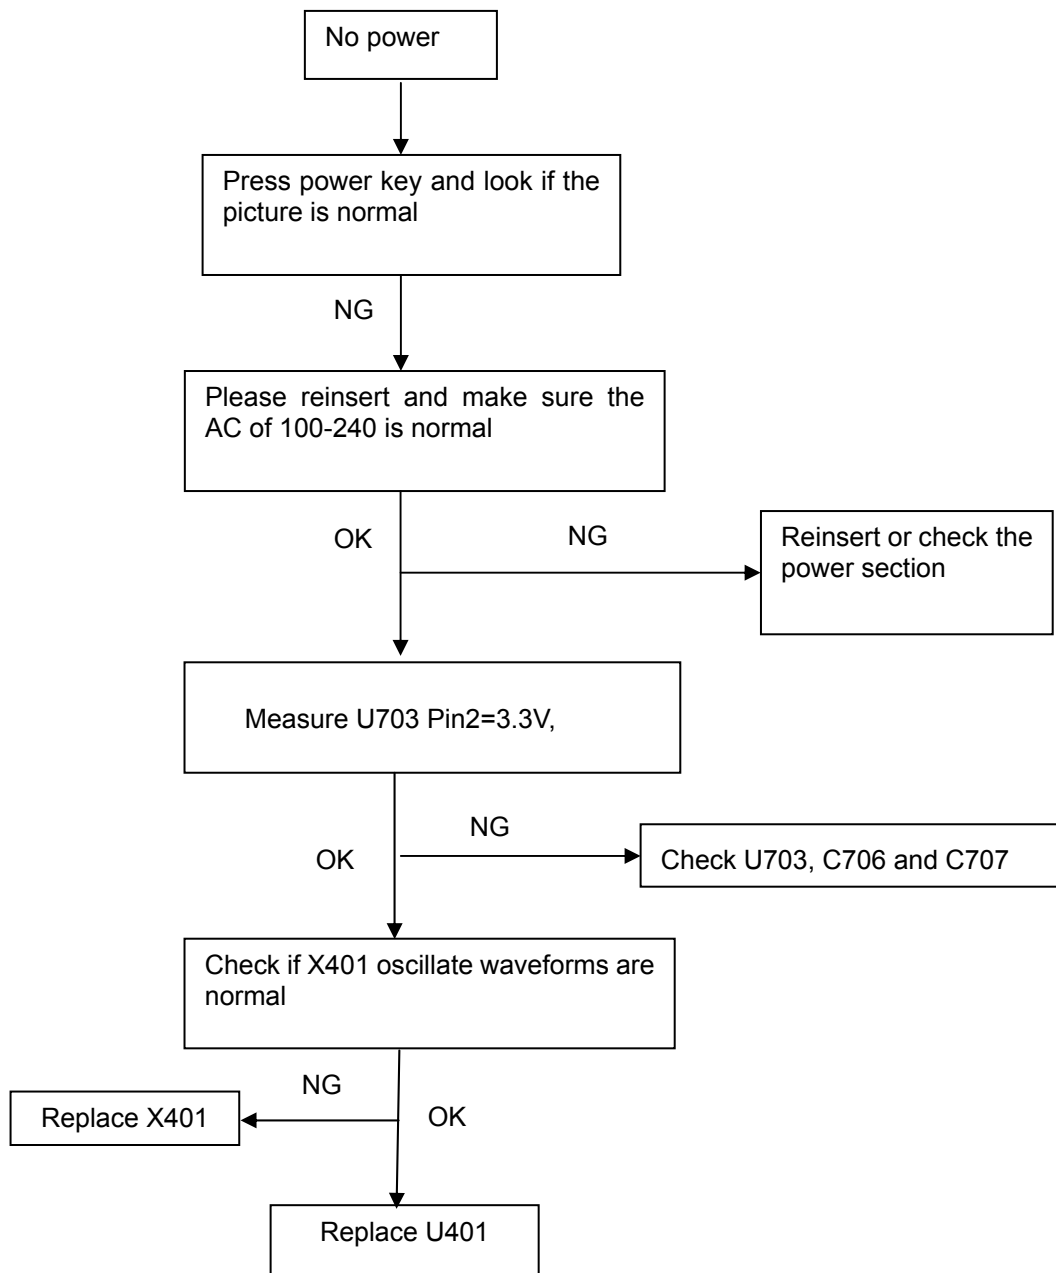 No power
Press power key and look if the
picture is normal
NG
Please reinsert and make sure the
AC of 100-240 is normal
OK
NG
Reinsert or check the
power section
Measure U703 Pin2=3.3V,
NG
OK
Check U703, C706 and C707
Check if X401 oscillate waveforms are
normal
NG
Replace X401
OK
Replace U401